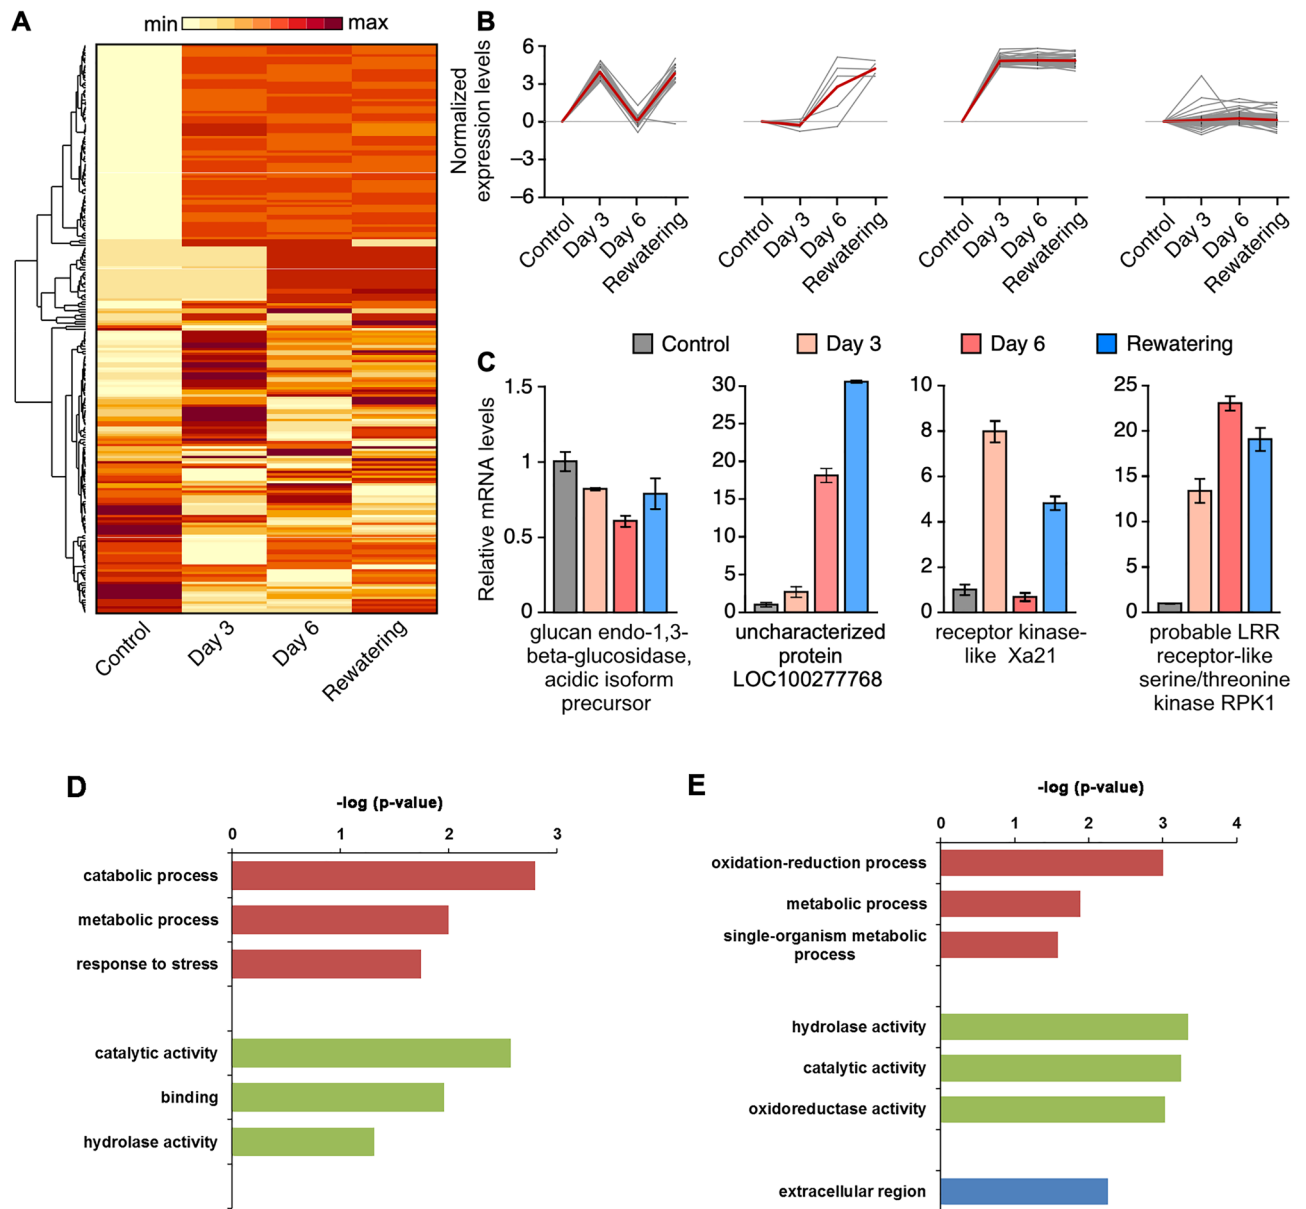 A
min
max
Control
Day 3
Day 6
Rewatering
B
Normalized
expression levels
6
3
0
−3
−6
Control
Day 3
Day 6
Rewatering
Control
Day 3
Day 6
Rewatering
Control
Day 3
Day 6
Rewatering
Control
Day 3
Day 6
Rewatering
C
Control
Day 3
Day 6
Rewatering
Relative mRNA levels
1.5
1
0.5
0
glucan endo-1,3-
beta-glucosidase,
acidic isoform
precursor
30
25
20
15
10
5
0
uncharacterized
protein
LOC100277768
10
8
6
4
2
0
receptor kinase-
like Xa21
25
20
15
10
5
0
probable LRR
receptor-like
serine/threonine
kinase RPK1
D
-log (p-value)
0 1 2 3
catabolic process
metabolic process
response to stress
catalytic activity
binding
hydrolase activity
E
-log (p-value)
0 1 2 3 4
oxidation-reduction process
metabolic process
single-organism metabolic
process
hydrolase activity
catalytic activity
oxidoreductase activity
extracellular region